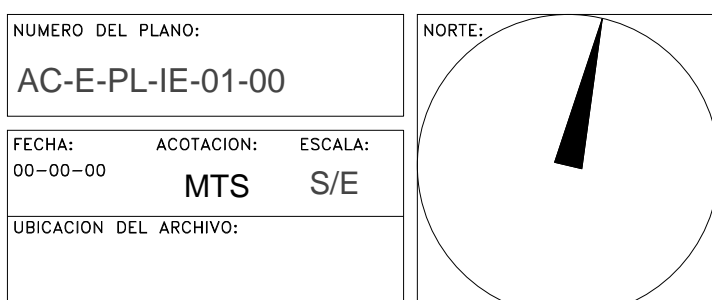 NUMERO DEL PLANO:
AC-E-PL-IE-01-00
FECHA: ACOTACION: ESCALA:
00-00-00 MTS S/E
UBICACION DEL ARCHIVO:
NORTE: